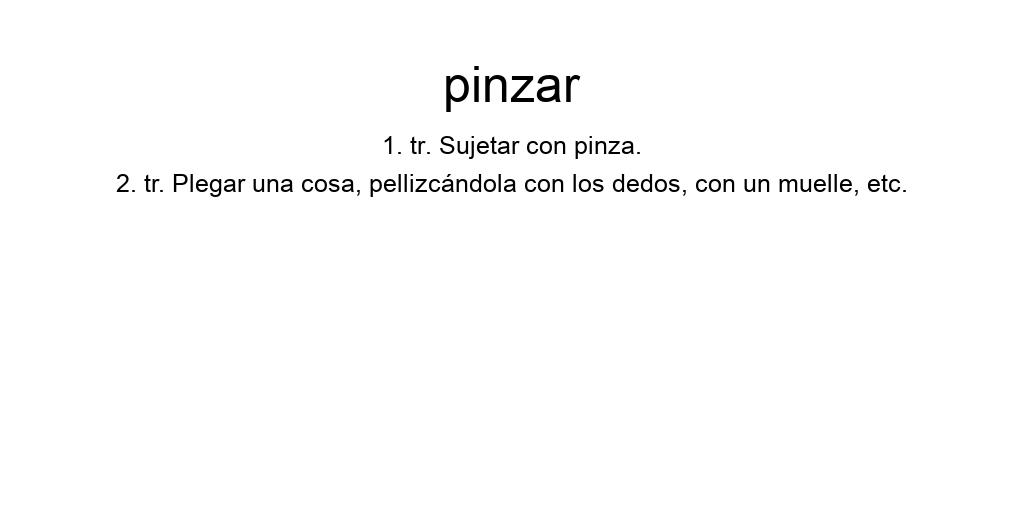 pinzar
1. tr. Sujetar con pinza.
2. tr. Plegar una cosa, pellizcándola con los dedos, con un muelle, etc.